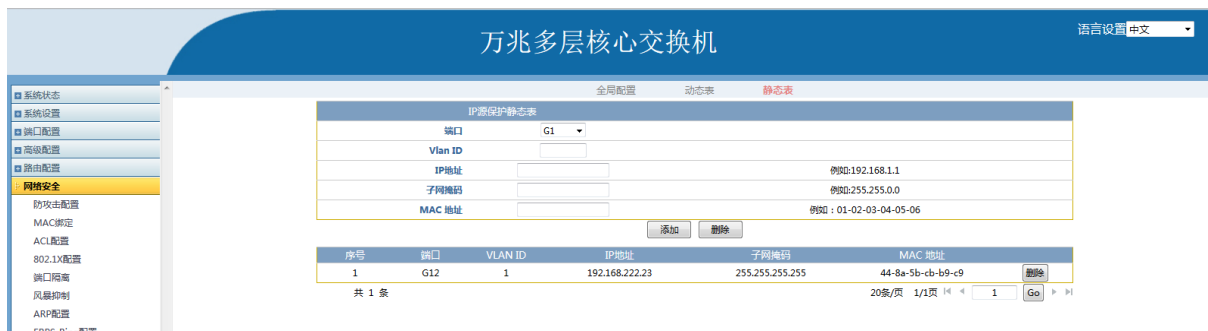 万兆多层核心交换机
语言设置 中文
系统状态
系统设置
端口配置
高级配置
路由配置
网络安全
防攻击配置
MAC绑定
ACL配置
802.1X配置
端口隔离
风暴抑制
ARP配置
全局配置 动态表 静态表
IP源保护静态表
端口 G1
Vlan ID
IP地址 例如:192.168.1.1
子网掩码 例如:255.255.0.0
MAC 地址 例如：01-02-03-04-05-06
添加 删除
序号 端口 VLAN ID IP地址 子网掩码 MAC 地址
1 G12 1 192.168.222.23 255.255.255.255 44-8a-5b-cb-b9-c9 删除
共 1 条 20条/页 1/1页 1 Go